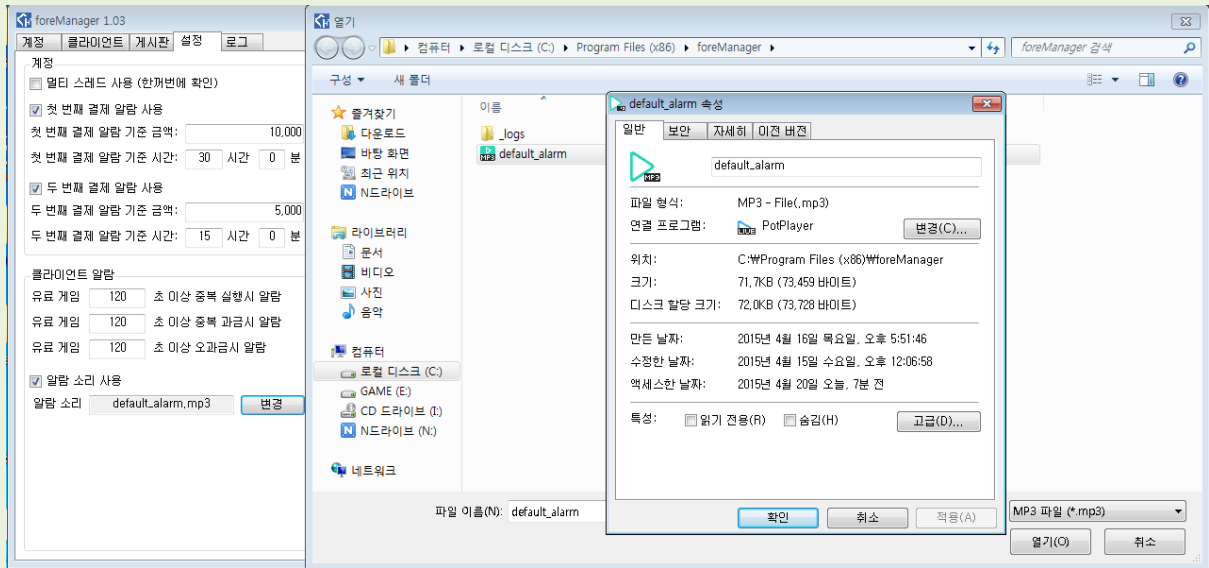 foreManager 1.03
계정 클라이언트 게시판 설정 로그
계정
멀티 스레드 사용 (한꺼번에 확인)
첫 번째 결제 알람 사용
첫 번째 결제 알람 기준 금액: 10,000
첫 번째 결제 알람 기준 시간: 30 시간 0 분
두 번째 결제 알람 사용
두 번째 결제 알람 기준 금액: 5,000
두 번째 결제 알람 기준 시간: 15 시간 0 분
클라이언트 알람
유료 게임 120 초 이상 중복 실행시 알람
유료 게임 120 초 이상 중복 과금시 알람
유료 게임 120 초 이상 오과금시 알람
알람 소리 사용
알람 소리 default_alarm.mp3 변경
열기
컴퓨터 로컬 디스크 (C:) Program Files (x86) foreManager
foreManager 검색
구성 새 폴더
즐겨찾기
다운로드
바탕 화면
최근 위치
N드라이브
라이브러리
문서
비디오
사진
음악
컴퓨터
로컬 디스크 (C:)
GAME (E:)
CD 드라이브 (I:)
N드라이브 (N:)
네트워크
이름
_logs
MP3 default_alarm
default_alarm 속성
일반 보안 자세히 이전 버전
MP3 default_alarm
파일 형식: MP3 - File(.mp3)
연결 프로그램: PotPlayer 변경(C)...
위치: C:\Program Files (x86)\foreManager
크기: 71.7KB (73,459 바이트)
디스크 할당 크기: 72.0KB (73,728 바이트)
만든 날짜: 2015년 4월 16일 목요일, 오후 5:51:46
수정한 날짜: 2015년 4월 15일 수요일, 오후 12:06:58
액세스한 날짜: 2015년 4월 20일 오늘, 7분 전
특성: 읽기 전용(R) 숨김(H) 고급(D)...
확인 취소 적용(A)
파일 이름(N): default_alarm
MP3 파일 (*.mp3)
열기(O) 취소